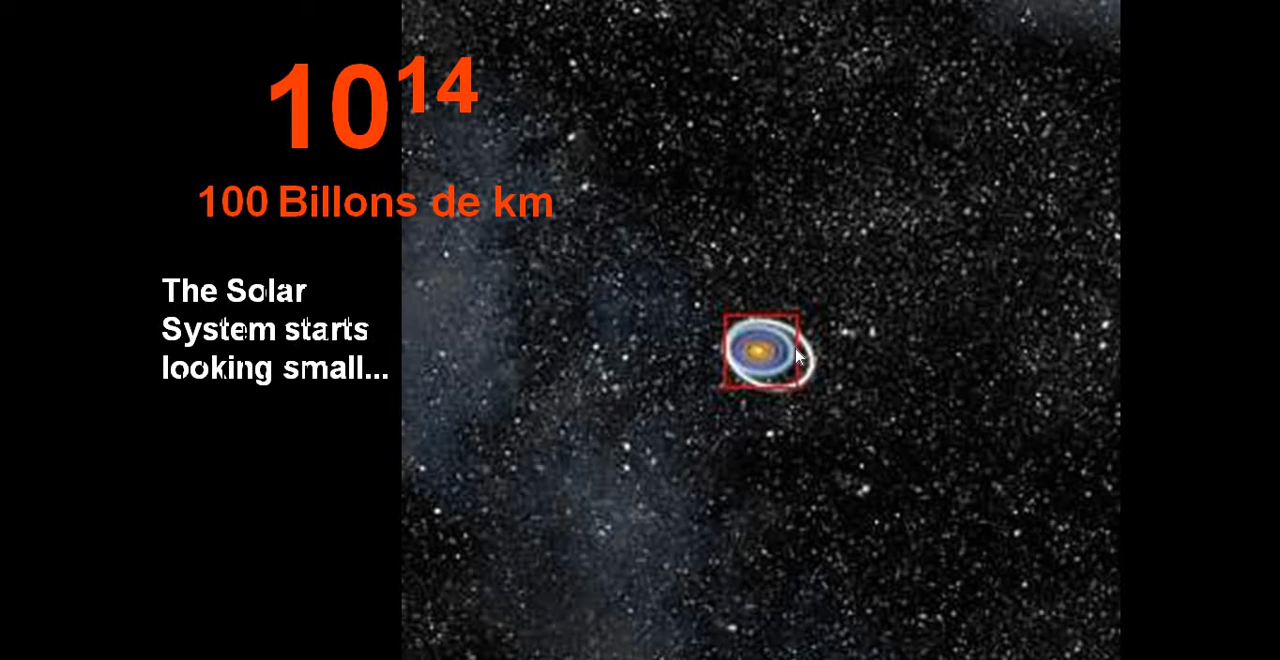 10¹⁴
100 Billons de km
The Solar
System starts
looking small...